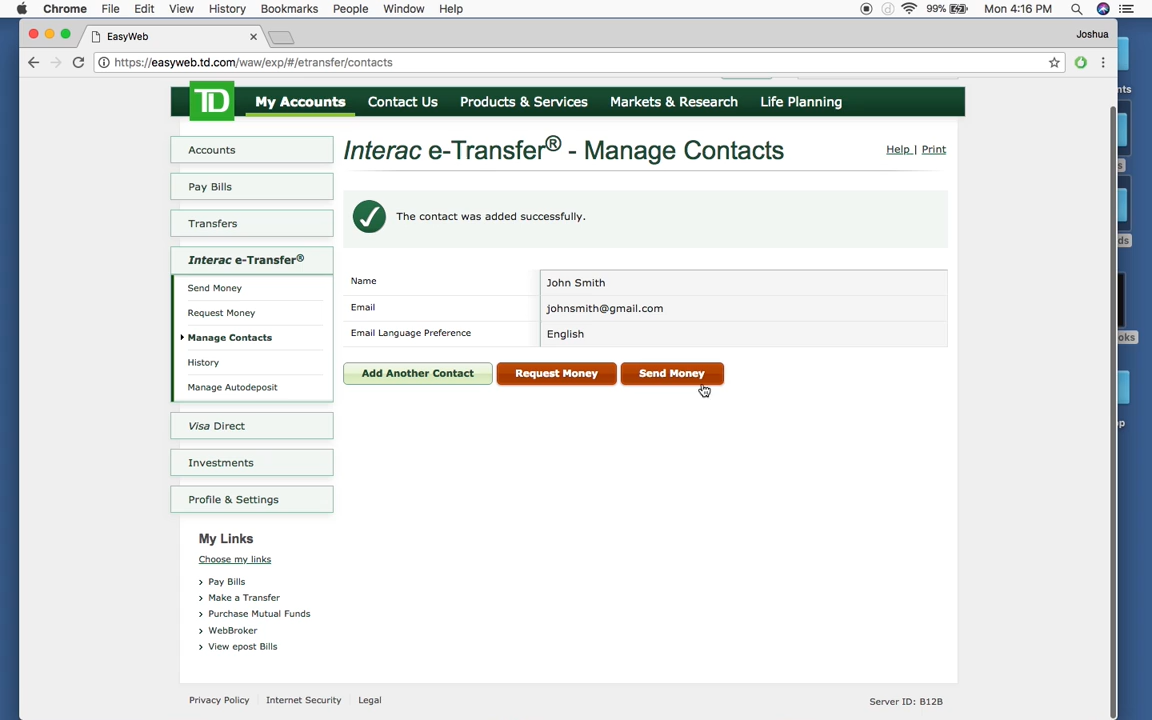 Chrome File Edit View History Bookmarks People Window Help 99% Mon 4:16 PM
EasyWeb Joshua
https://easyweb.td.com/waw/exp/#/etransfer/contacts
TD My Accounts Contact Us Products & Services Markets & Research Life Planning
Accounts
Pay Bills
Transfers
Interac e-Transfer®
Send Money
Request Money
Manage Contacts
History
Manage Autodeposit
Visa Direct
Investments
Profile & Settings
My Links
Choose my links
› Pay Bills
› Make a Transfer
› Purchase Mutual Funds
› WebBroker
› View epost Bills
Interac e-Transfer® - Manage Contacts
Help | Print
The contact was added successfully.
Name John Smith
Email johnsmith@gmail.com
Email Language Preference English
Add Another Contact Request Money Send Money
Privacy Policy Internet Security Legal
Server ID: B12B
nts
s
ds
oks
p